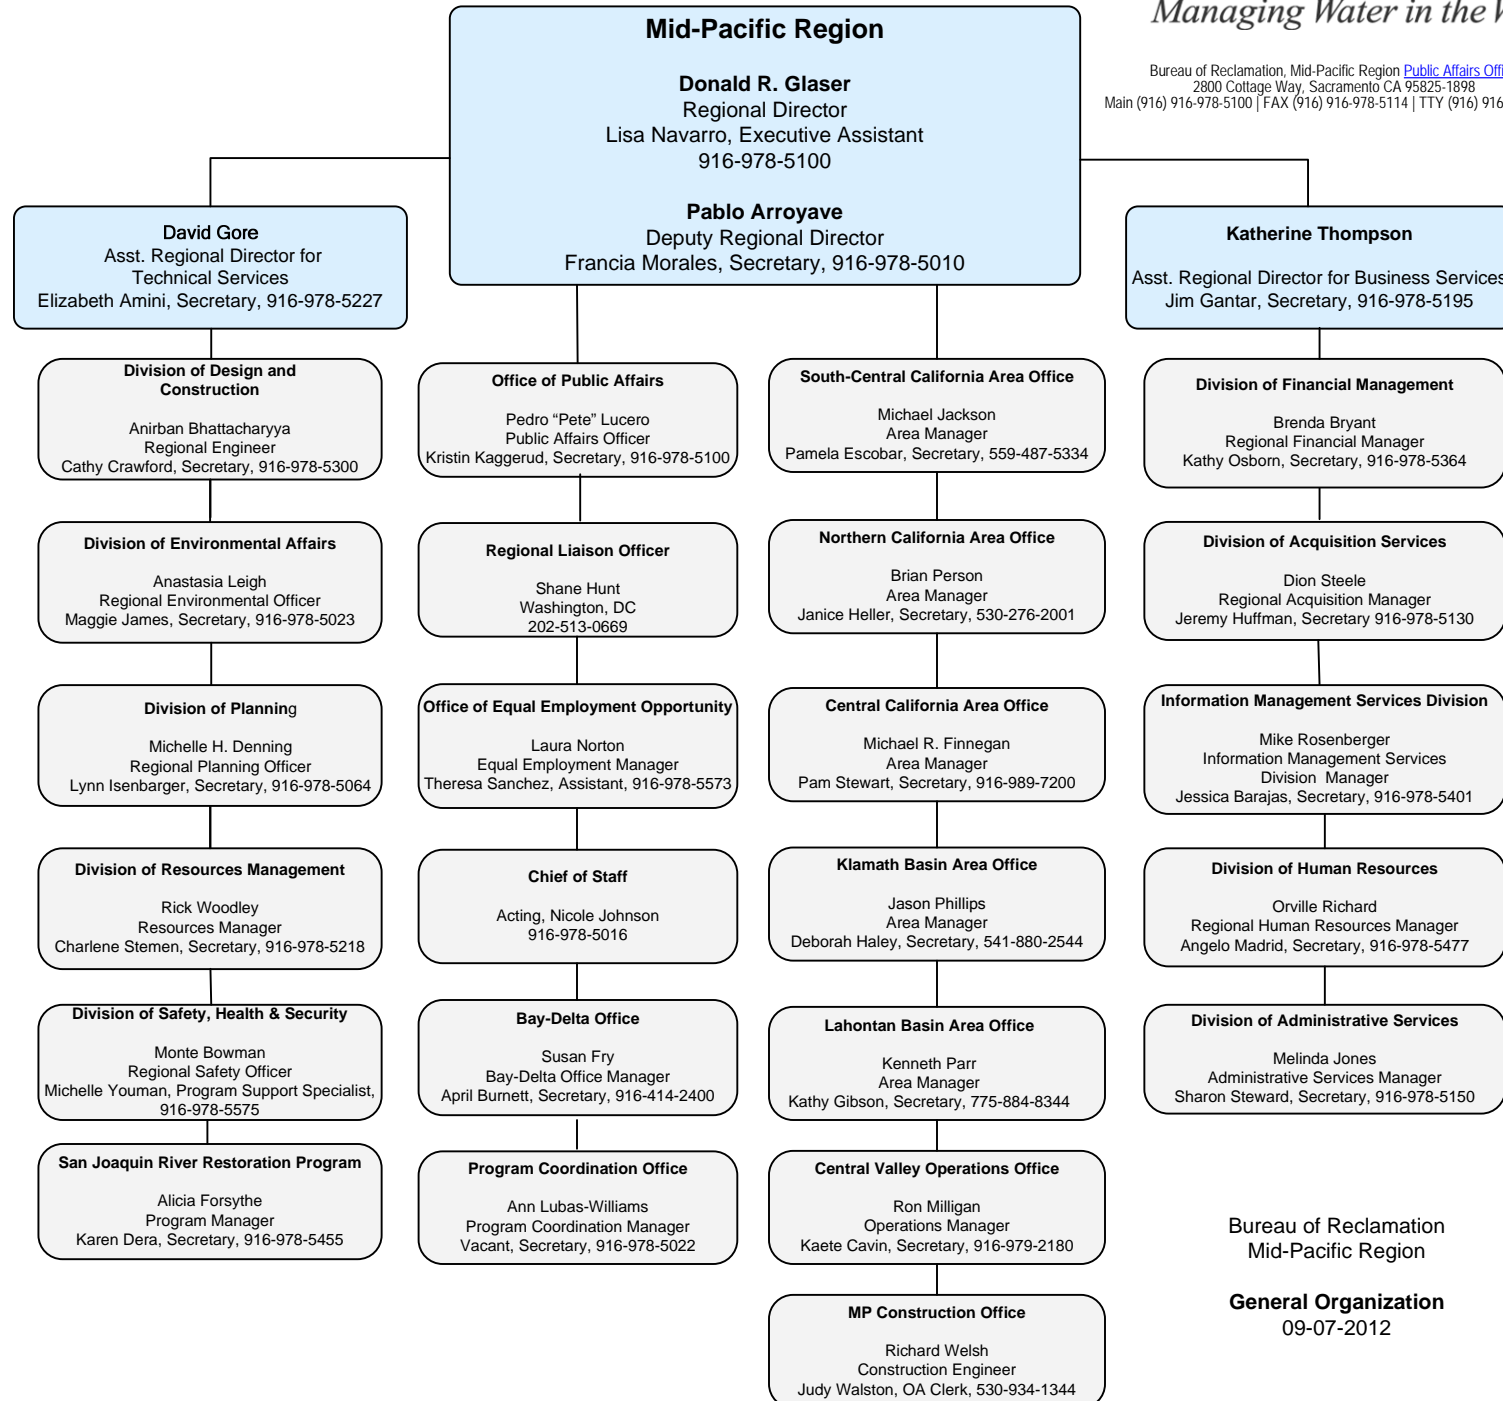 Managing Water in the
Bureau of Reclamation, Mid-Pacific Region Public Affairs
2800 Cottage Way, Sacramento CA 95825-1898
Main (916) 916-978-5100 | FAX (916) 916-978-5114 | TTY (916) 916
Mid-Pacific Region
Donald R. Glaser
Regional Director
Lisa Navarro, Executive Assistant
916-978-5100
Pablo Arroyave
Deputy Regional Director
Francia Morales, Secretary, 916-978-5010
David Gore
Asst. Regional Director for
Technical Services
Elizabeth Amini, Secretary, 916-978-5227
Katherine Thompson
Asst. Regional Director for Business Services
Jim Gantar, Secretary, 916-978-5195
Division of Design and
Construction
Anirban Bhattacharyya
Regional Engineer
Cathy Crawford, Secretary, 916-978-5300
Division of Environmental Affairs
Anastasia Leigh
Regional Environmental Officer
Maggie James, Secretary, 916-978-5023
Division of Planning
Michelle H. Denning
Regional Planning Officer
Lynn Isenbarger, Secretary, 916-978-5064
Division of Resources Management
Rick Woodley
Resources Manager
Charlene Stemen, Secretary, 916-978-5218
Division of Safety, Health & Security
Monte Bowman
Regional Safety Officer
Michelle Youman, Program Support Specialist,
916-978-5575
San Joaquin River Restoration Program
Alicia Forsythe
Program Manager
Karen Dera, Secretary, 916-978-5455
Office of Public Affairs
Pedro “Pete” Lucero
Public Affairs Officer
Kristin Kaggerud, Secretary, 916-978-5100
Regional Liaison Officer
Shane Hunt
Washington, DC
202-513-0669
Office of Equal Employment Opportunity
Laura Norton
Equal Employment Manager
Theresa Sanchez, Assistant, 916-978-5573
Chief of Staff
Acting, Nicole Johnson
916-978-5016
Bay-Delta Office
Susan Fry
Bay-Delta Office Manager
April Burnett, Secretary, 916-414-2400
Program Coordination Office
Ann Lubas-Williams
Program Coordination Manager
Vacant, Secretary, 916-978-5022
South-Central California Area Office
Michael Jackson
Area Manager
Pamela Escobar, Secretary, 559-487-5334
Northern California Area Office
Brian Person
Area Manager
Janice Heller, Secretary, 530-276-2001
Central California Area Office
Michael R. Finnegan
Area Manager
Pam Stewart, Secretary, 916-989-7200
Klamath Basin Area Office
Jason Phillips
Area Manager
Deborah Haley, Secretary, 541-880-2544
Lahontan Basin Area Office
Kenneth Parr
Area Manager
Kathy Gibson, Secretary, 775-884-8344
Central Valley Operations Office
Ron Milligan
Operations Manager
Kaete Cavin, Secretary, 916-979-2180
MP Construction Office
Richard Welsh
Construction Engineer
Judy Walston, OA Clerk, 530-934-1344
Division of Financial Management
Brenda Bryant
Regional Financial Manager
Kathy Osborn, Secretary, 916-978-5364
Division of Acquisition Services
Dion Steele
Regional Acquisition Manager
Jeremy Huffman, Secretary 916-978-5130
Information Management Services Division
Mike Rosenberger
Information Management Services
Division Manager
Jessica Barajas, Secretary, 916-978-5401
Division of Human Resources
Orville Richard
Regional Human Resources Manager
Angelo Madrid, Secretary, 916-978-5477
Division of Administrative Services
Melinda Jones
Administrative Services Manager
Sharon Steward, Secretary, 916-978-5150
Bureau of Reclamation
Mid-Pacific Region
General Organization
09-07-2012